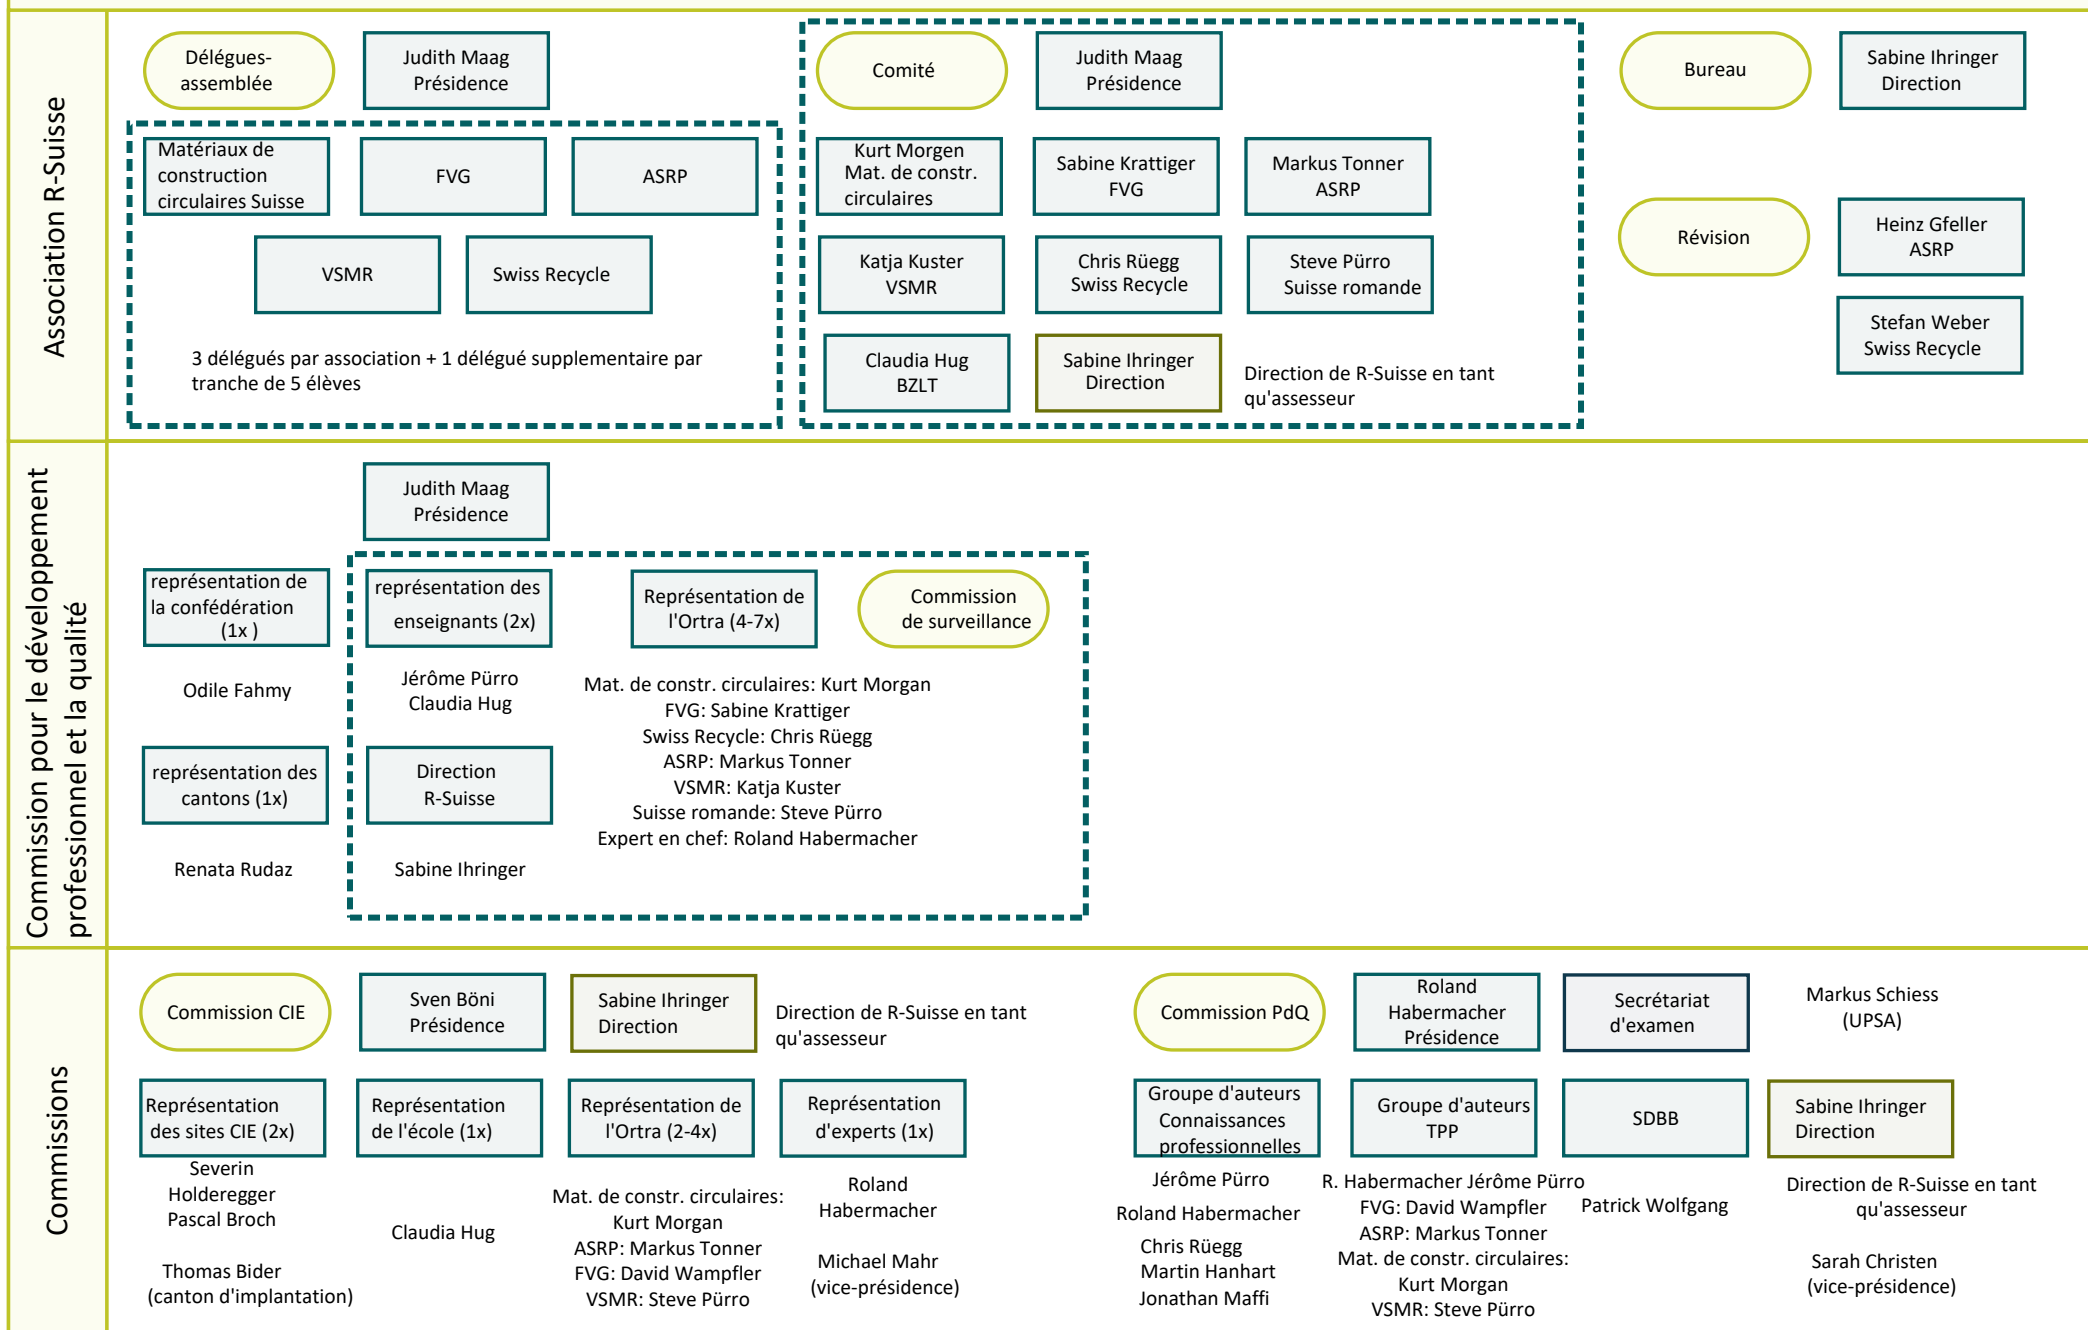 Association R-Suisse
Délégues-
assemblée
Judith Maag
Présidence
Matériaux de
construction
circulaires Suisse
FVG
ASRP
VSMR
Swiss Recycle
3 délégués par association + 1 délégué supplementaire par
tranche de 5 élèves
Comité
Judith Maag
Présidence
Kurt Morgen
Mat. de constr.
circulaires
Sabine Krattiger
FVG
Markus Tonner
ASRP
Katja Kuster
VSMR
Chris Rüegg
Swiss Recycle
Steve Pürro
Suisse romande
Claudia Hug
BZLT
Sabine Ihringer
Direction
Direction de R-Suisse en tant
qu'assesseur
Bureau
Sabine Ihringer
Direction
Révision
Heinz Gfeller
ASRP
Stefan Weber
Swiss Recycle
Commission pour le développement
professionnel et la qualité
Judith Maag
Présidence
représentation de
la confédération
(1x )
Odile Fahmy
représentation des
cantons (1x)
Renata Rudaz
représentation des
enseignants (2x)
Jérôme Pürro
Claudia Hug
Direction
R-Suisse
Sabine Ihringer
Représentation de
l'Ortra (4-7x)
Mat. de constr. circulaires: Kurt Morgan
FVG: Sabine Krattiger
Swiss Recycle: Chris Rüegg
ASRP: Markus Tonner
VSMR: Katja Kuster
Suisse romande: Steve Pürro
Expert en chef: Roland Habermacher
Commission
de surveillance
Commissions
Commission CIE
Sven Böni
Présidence
Sabine Ihringer
Direction
Direction de R-Suisse en tant
qu'assesseur
Représentation
des sites CIE (2x)
Severin
Holderegger
Pascal Broch
Thomas Bider
(canton d'implantation)
Représentation
de l'école (1x)
Claudia Hug
Représentation de
l'Ortra (2-4x)
Mat. de constr. circulaires:
Kurt Morgan
ASRP: Markus Tonner
FVG: David Wampfler
VSMR: Steve Pürro
Représentation
d'experts (1x)
Roland
Habermacher
Michael Mahr
(vice-présidence)
Commission PdQ
Roland
Habermacher
Présidence
Secrétariat
d'examen
Markus Schiess
(UPSA)
Groupe d'auteurs
Connaissances
professionnelles
Jérôme Pürro
Roland Habermacher
Chris Rüegg
Martin Hanhart
Jonathan Maffi
Groupe d'auteurs
TPP
R. Habermacher Jérôme Pürro
FVG: David Wampfler
ASRP: Markus Tonner
Mat. de constr. circulaires:
Kurt Morgan
VSMR: Steve Pürro
SDBB
Patrick Wolfgang
Sabine Ihringer
Direction
Direction de R-Suisse en tant
qu'assesseur
Sarah Christen
(vice-présidence)